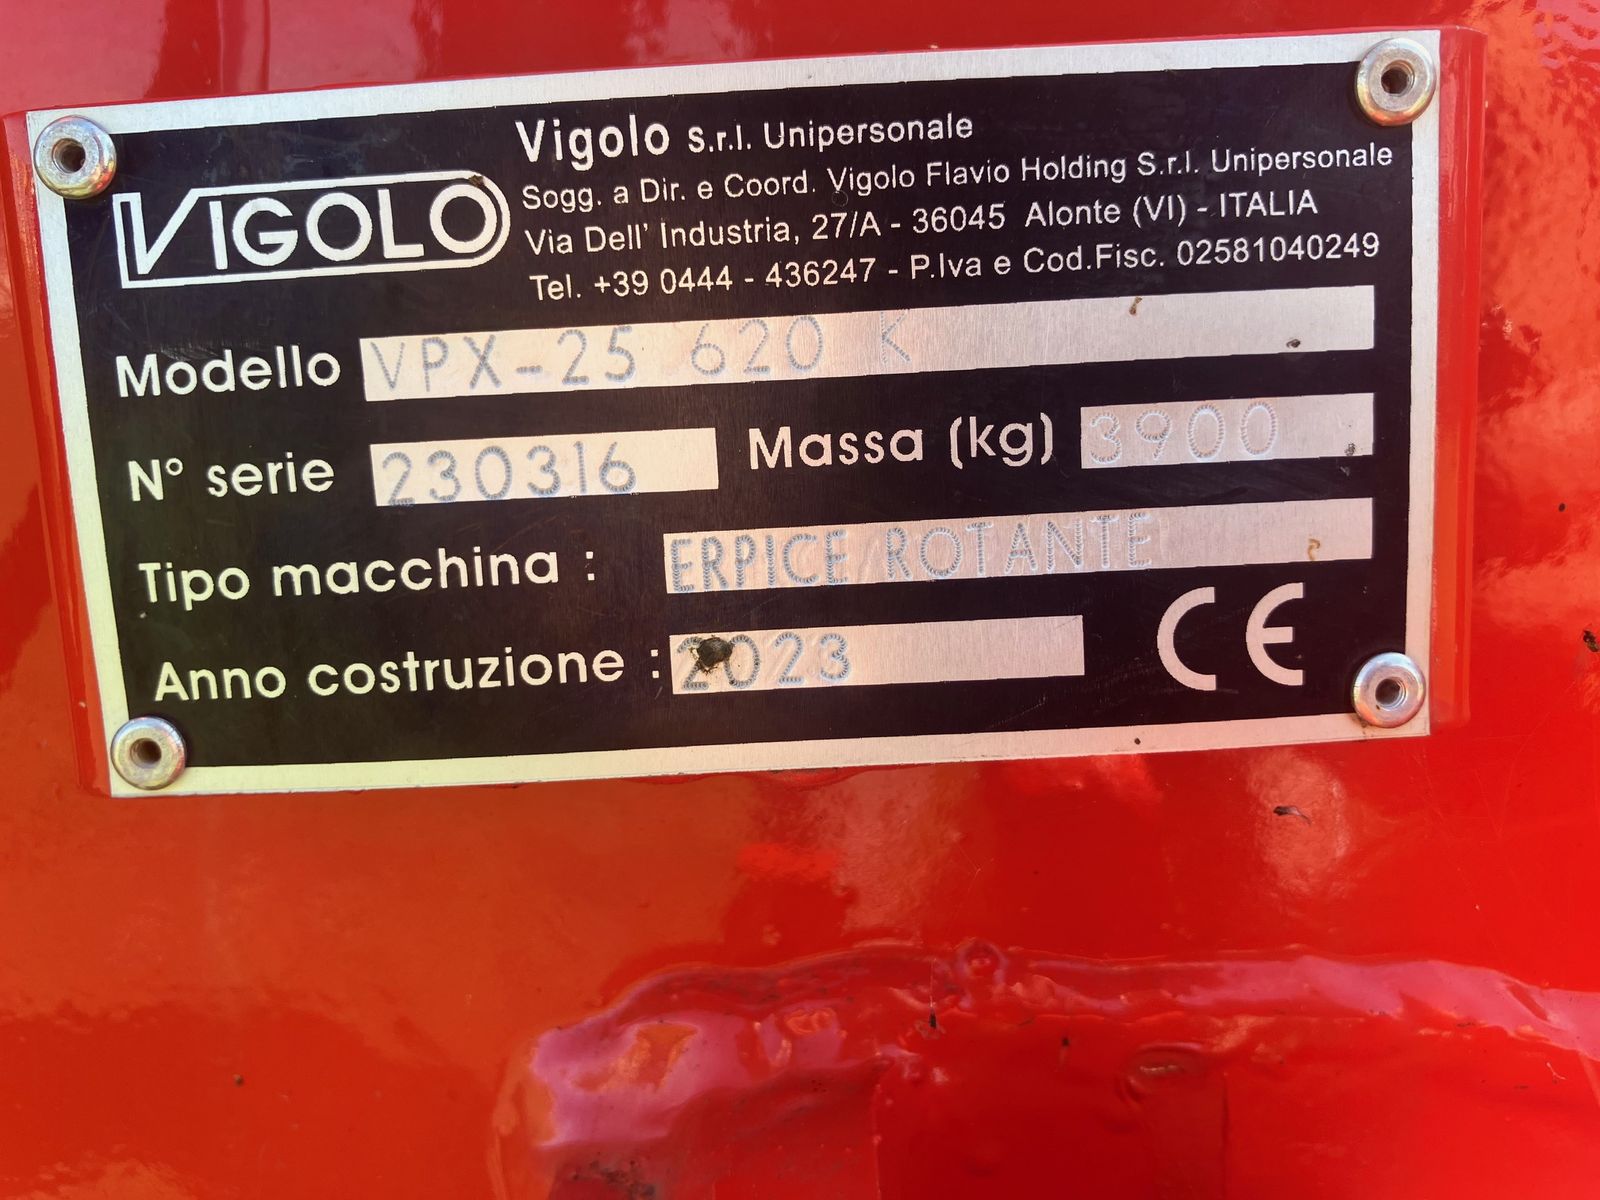 VIGOLO
Vigolo s.r.l. Unipersonale
Sogg. a Dir. e Coord. Vigolo Flavio Holding S.r.l. Unipersonale
Via Dell' Industria, 27/A - 36045 Alonte (VI) - ITALIA
Tel. +39 0444 - 436247 - P.Iva e Cod.Fisc. 02581040249
Modello VPX-25 620 K
N° serie 230316 Massa (kg) 3900
Tipo macchina : ERPICE ROTANTE
Anno costruzione : 2023
CE